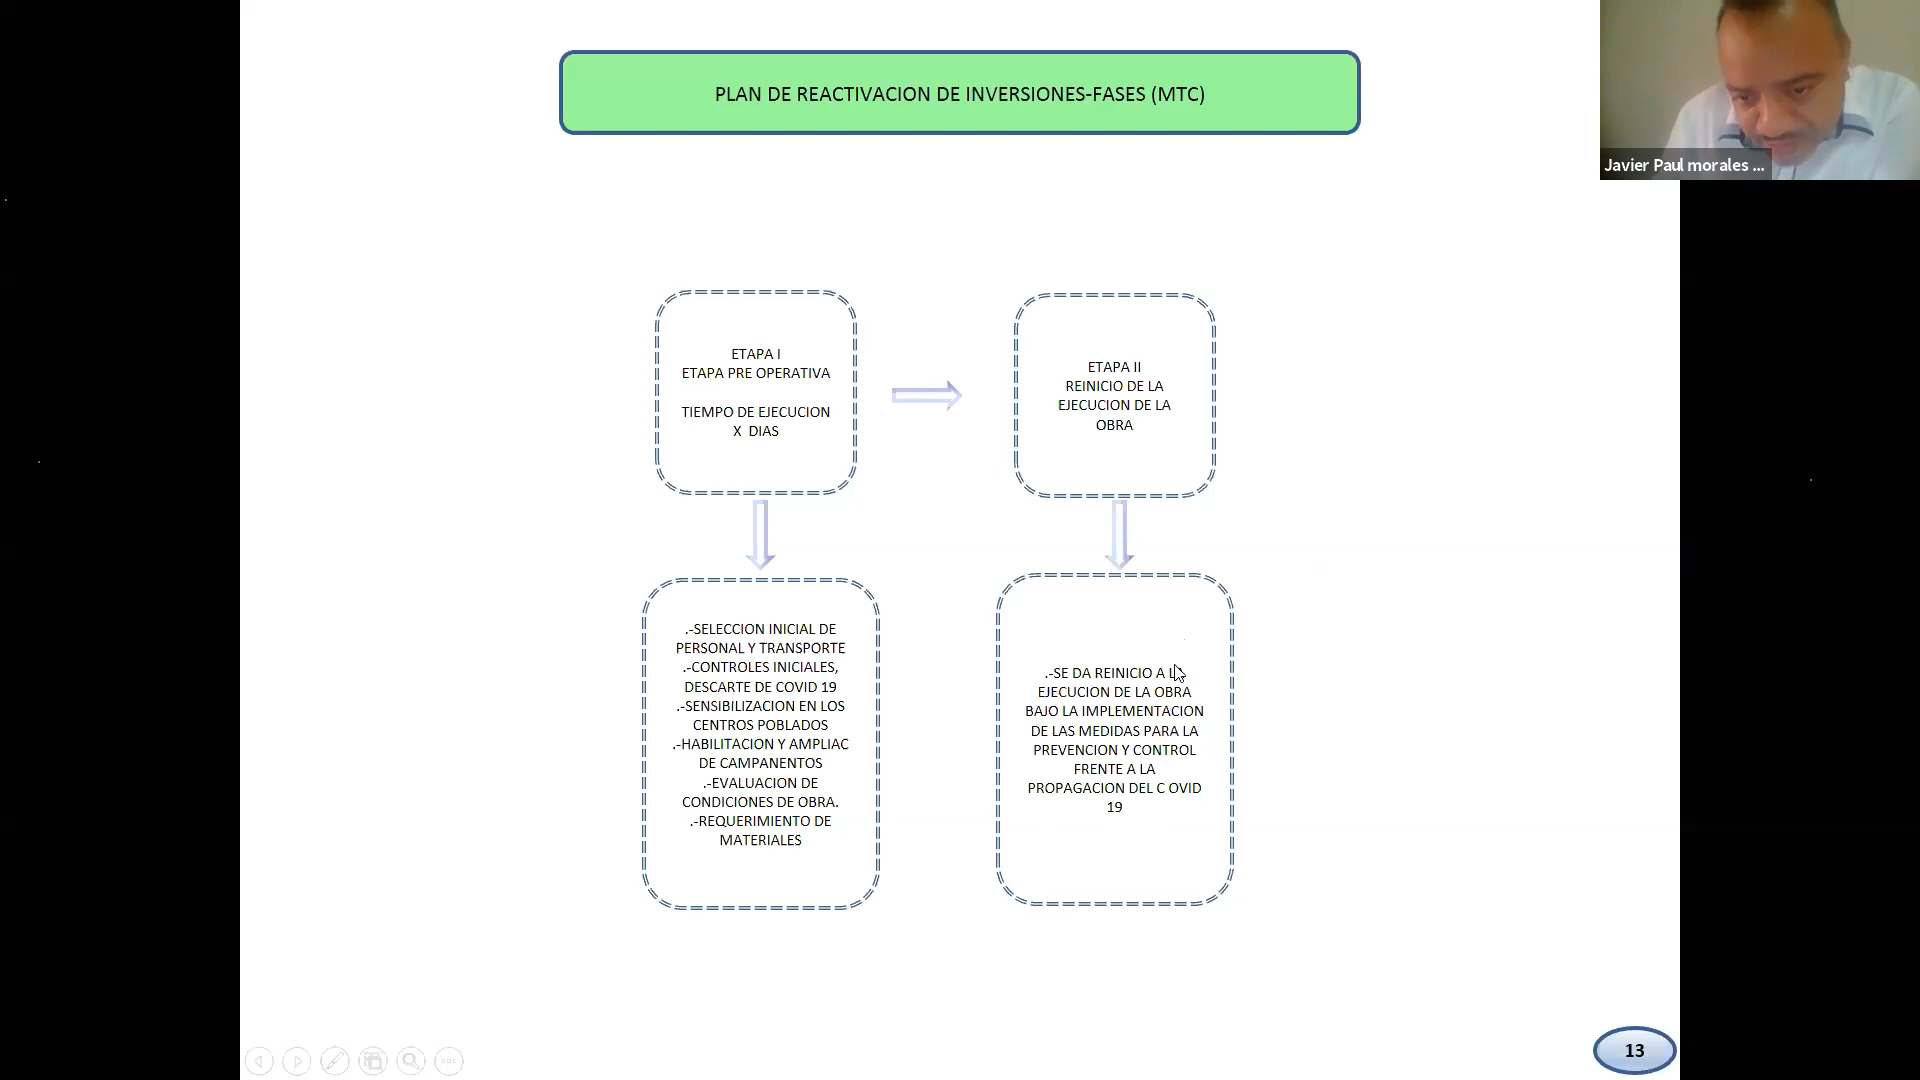 PLAN DE REACTIVACION DE INVERSIONES-FASES (MTC)
Javier Paul morales ...
ETAPA I
ETAPA PRE OPERATIVA
TIEMPO DE EJECUCION
X DIAS
ETAPA II
REINICIO DE LA
EJECUCION DE LA
OBRA
.-SELECCION INICIAL DE
PERSONAL Y TRANSPORTE
.-CONTROLES INICIALES,
DESCARTE DE COVID 19
.-SENSIBILIZACION EN LOS
CENTROS POBLADOS
.-HABILITACION Y AMPLIAC
DE CAMPANENTOS
.-EVALUACION DE
CONDICIONES DE OBRA.
.-REQUERIMIENTO DE
MATERIALES
.-SE DA REINICIO A LA
EJECUCION DE LA OBRA
BAJO LA IMPLEMENTACION
DE LAS MEDIDAS PARA LA
PREVENCION Y CONTROL
FRENTE A LA
PROPAGACION DEL C OVID
19
13